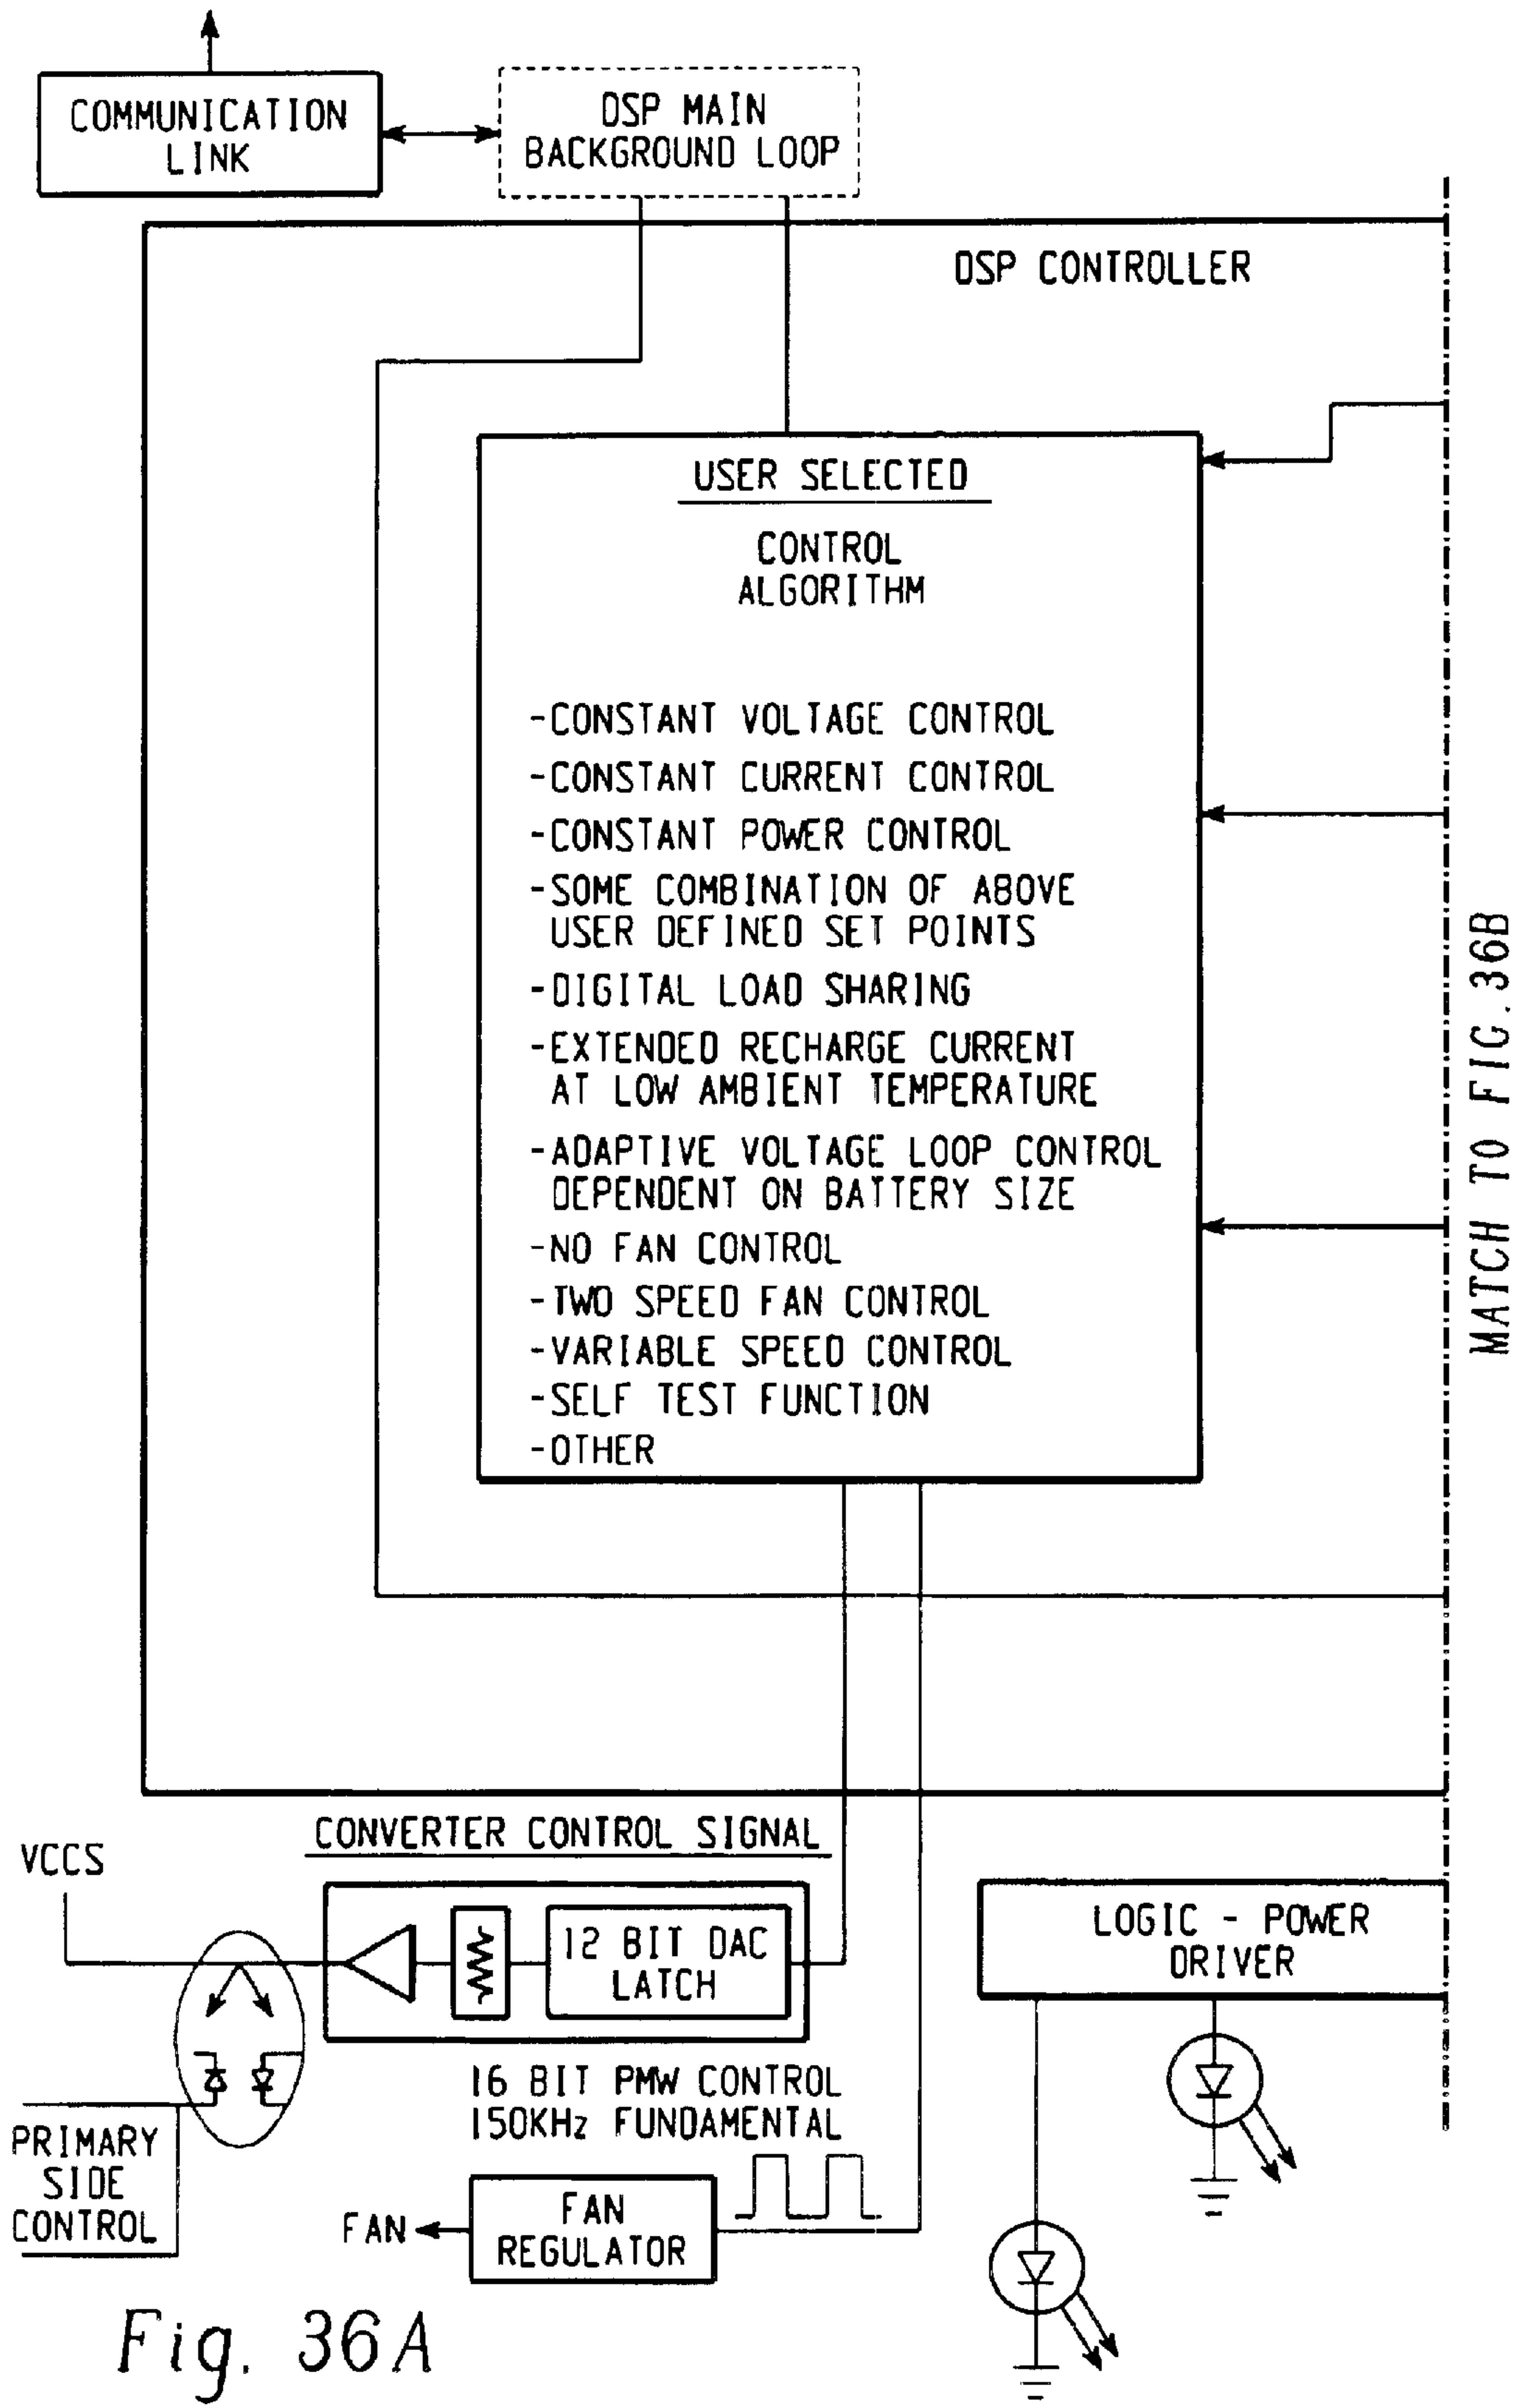 COMMUNICATION
LINK
DSP MAIN
BACKGROUND LOOP
DSP CONTROLLER
USER SELECTED
CONTROL
ALGORITHM
-CONSTANT VOLTAGE CONTROL
-CONSTANT CURRENT CONTROL
-CONSTANT POWER CONTROL
-SOME COMBINATION OF ABOVE
USER DEFINED SET POINTS
-DIGITAL LOAD SHARING
-EXTENDED RECHARGE CURRENT
AT LOW AMBIENT TEMPERATURE
-ADAPTIVE VOLTAGE LOOP CONTROL
DEPENDENT ON BATTERY SIZE
-NO FAN CONTROL
-TWO SPEED FAN CONTROL
-VARIABLE SPEED CONTROL
-SELF TEST FUNCTION
-OTHER
MATCH TO FIG. 36B
CONVERTER CONTROL SIGNAL
VCCS
12 BIT DAC
LATCH
LOGIC - POWER
DRIVER
16 BIT PMW CONTROL
150KHz FUNDAMENTAL
PRIMARY
SIDE
CONTROL
FAN
FAN
REGULATOR
Fig. 36A